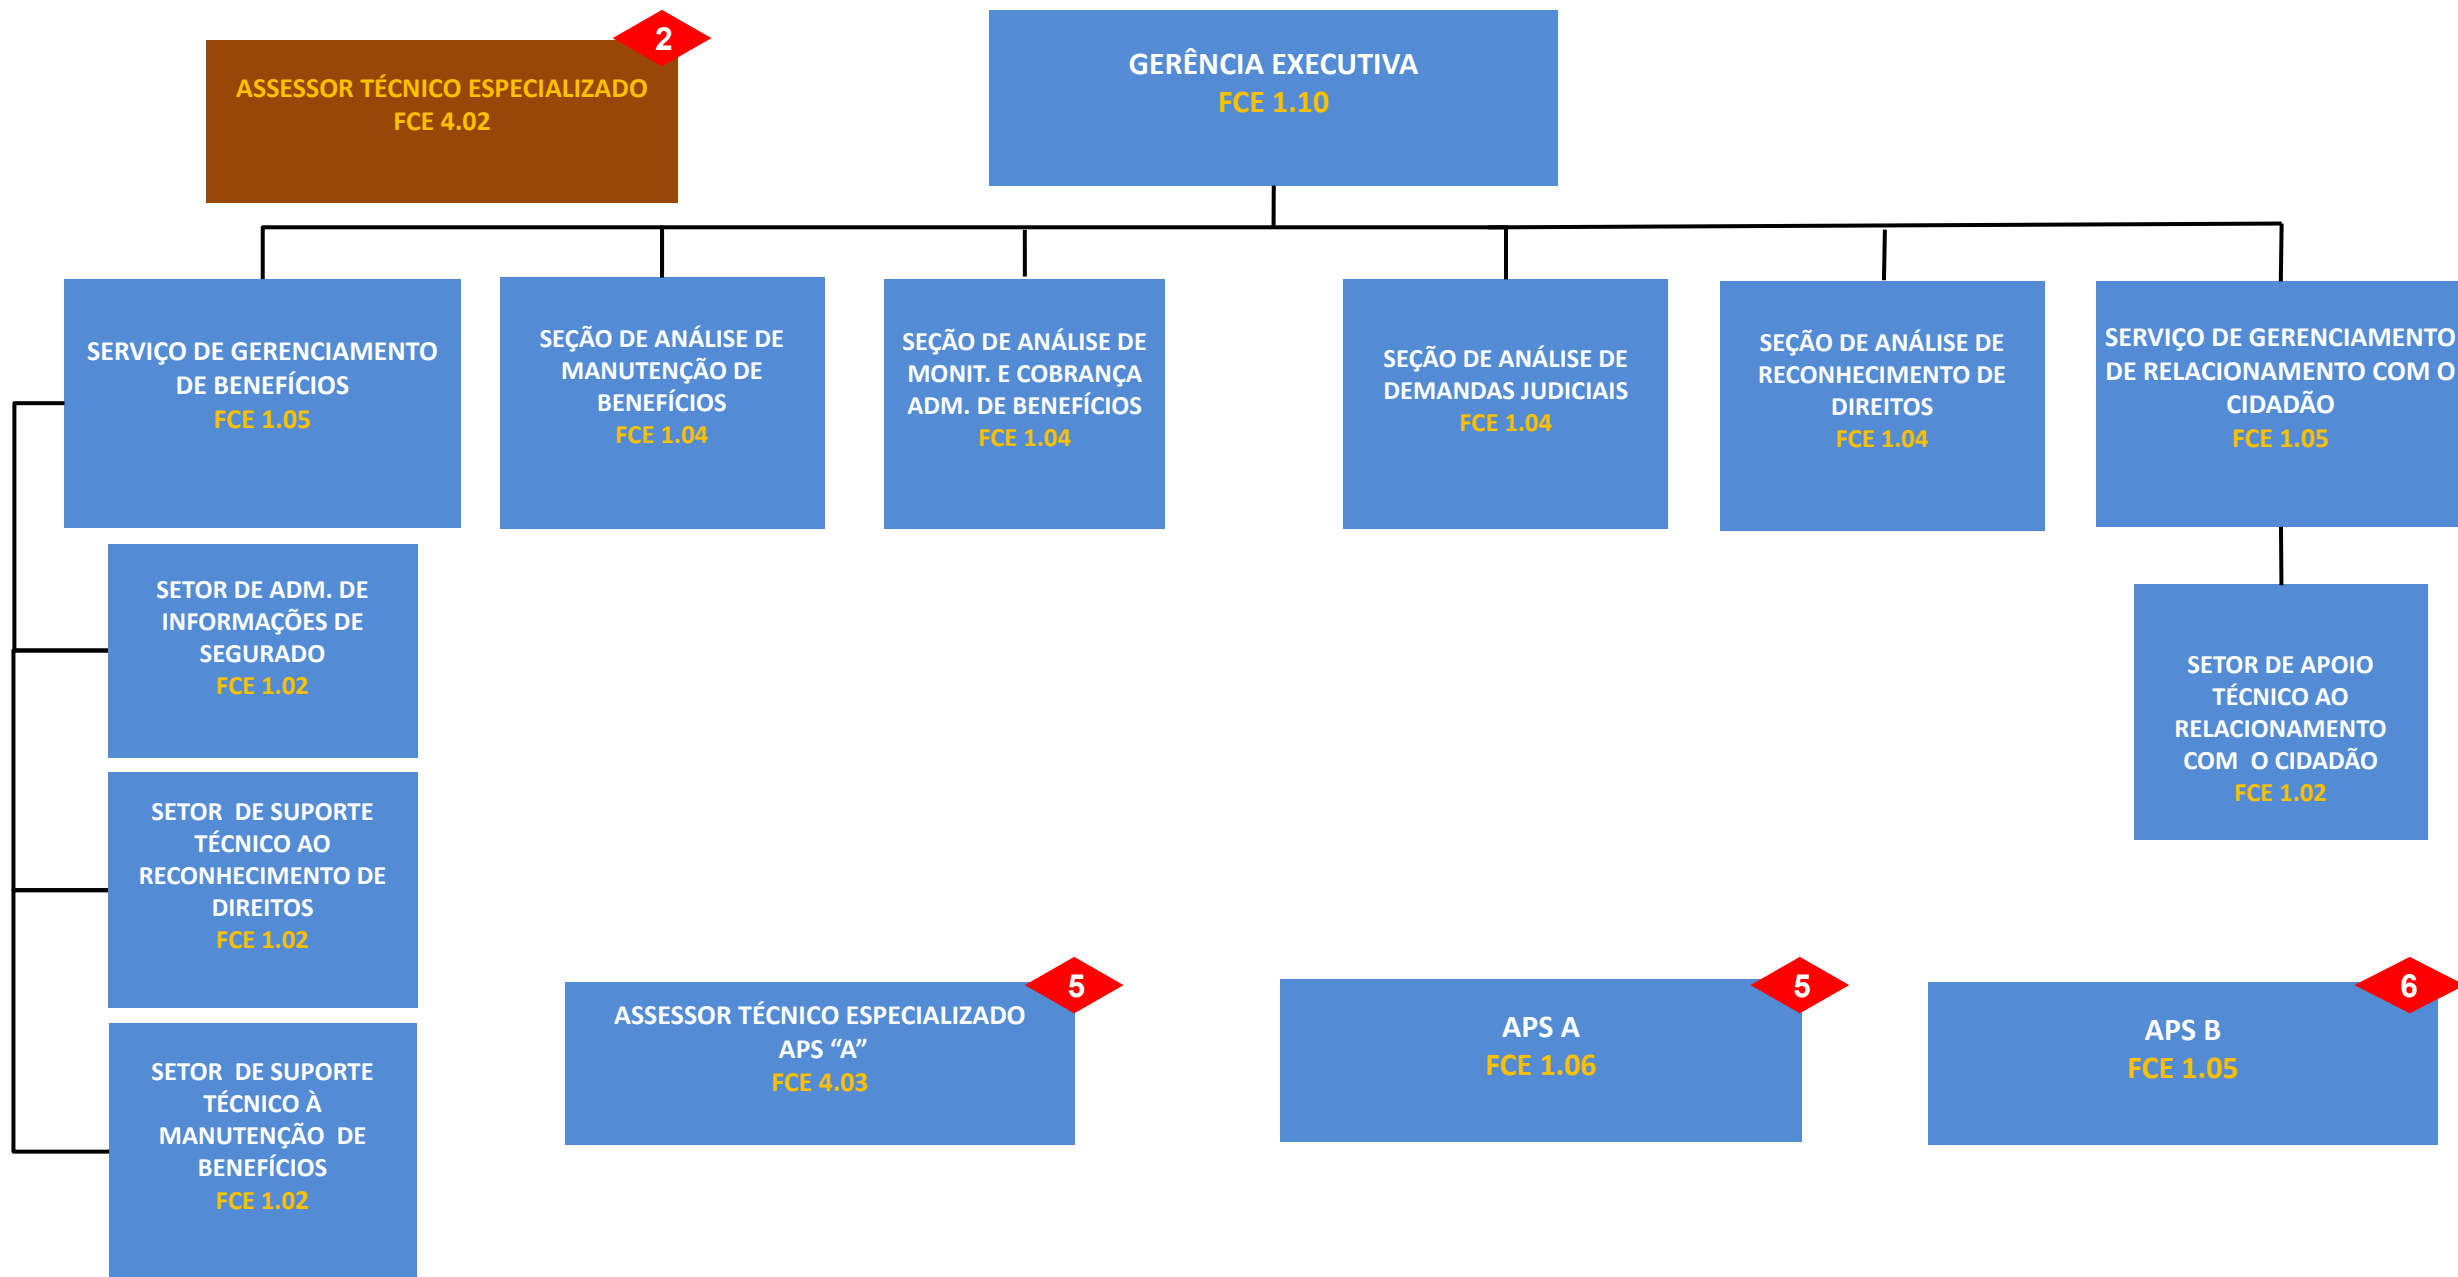 2
ASSESSOR TÉCNICO ESPECIALIZADO
FCE 4.02
GERÊNCIA EXECUTIVA
FCE 1.10
SERVIÇO DE GERENCIAMENTO
DE BENEFÍCIOS
FCE 1.05
SEÇÃO DE ANÁLISE DE
MANUTENÇÃO DE
BENEFÍCIOS
FCE 1.04
SEÇÃO DE ANÁLISE DE
MONIT. E COBRANÇA
ADM. DE BENEFÍCIOS
FCE 1.04
SEÇÃO DE ANÁLISE DE
DEMANDAS JUDICIAIS
FCE 1.04
SEÇÃO DE ANÁLISE DE
RECONHECIMENTO DE
DIREITOS
FCE 1.04
SERVIÇO DE GERENCIAMENTO
DE RELACIONAMENTO COM O
CIDADÃO
FCE 1.05
SETOR DE ADM. DE
INFORMAÇÕES DE
SEGURADO
FCE 1.02
SETOR DE APOIO
TÉCNICO AO
RELACIONAMENTO
COM O CIDADÃO
FCE 1.02
SETOR DE SUPORTE
TÉCNICO AO
RECONHECIMENTO DE
DIREITOS
FCE 1.02
SETOR DE SUPORTE
TÉCNICO À
MANUTENÇÃO DE
BENEFÍCIOS
FCE 1.02
5
ASSESSOR TÉCNICO ESPECIALIZADO
APS “A”
FCE 4.03
5
APS A
FCE 1.06
6
APS B
FCE 1.05